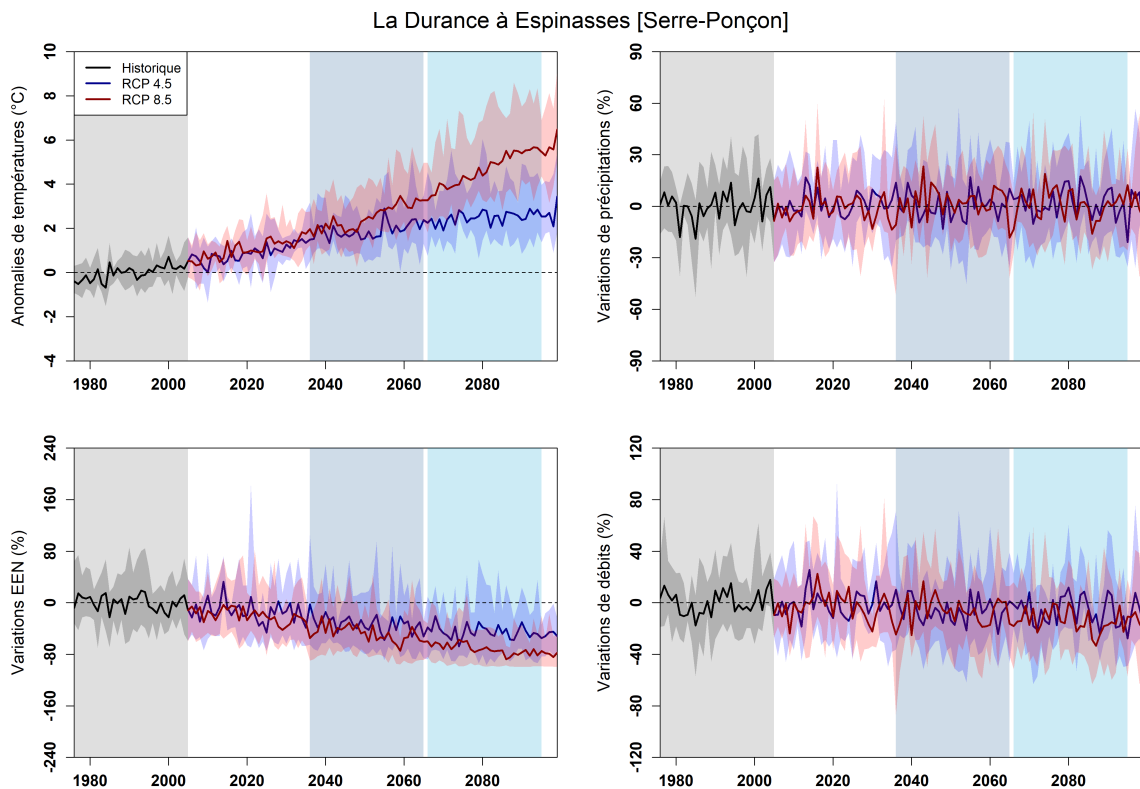 La Durance à Espinasses [Serre-Ponçon]
Anomalies de températures (°C)
10
8
6
4
2
0
-2
-4
Historique
RCP 4.5
RCP 8.5
1980 2000 2020 2040 2060 2080
Variations de précipitations (%)
90
60
30
0
-30
-60
-90
1980 2000 2020 2040 2060 2080
Variations EEN (%)
240
160
80
0
-80
-160
-240
1980 2000 2020 2040 2060 2080
Variations de débits (%)
120
80
40
0
-40
-80
-120
1980 2000 2020 2040 2060 2080